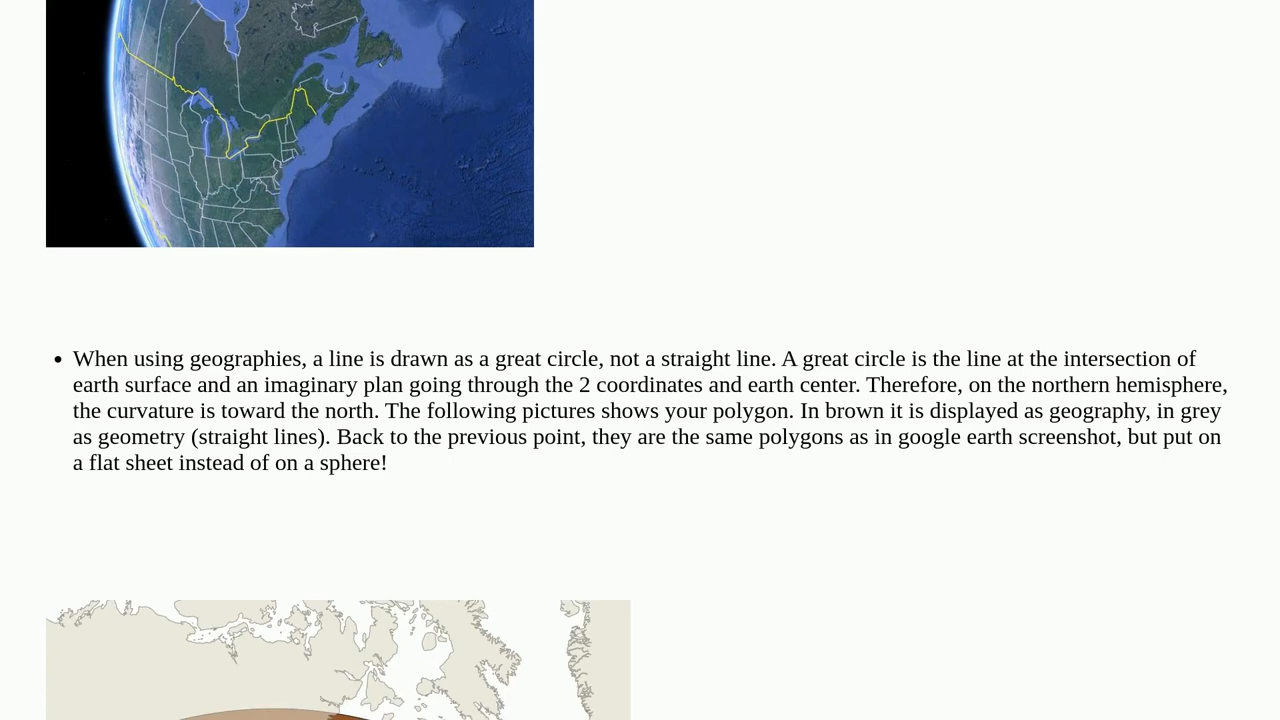 When using geographies, a line is drawn as a great circle, not a straight line. A great circle is the line at the intersection of
earth surface and an imaginary plan going through the 2 coordinates and earth center. Therefore, on the northern hemisphere,
the curvature is toward the north. The following pictures shows your polygon. In brown it is displayed as geography, in grey
as geometry (straight lines). Back to the previous point, they are the same polygons as in google earth screenshot, but put on
a flat sheet instead of on a sphere!